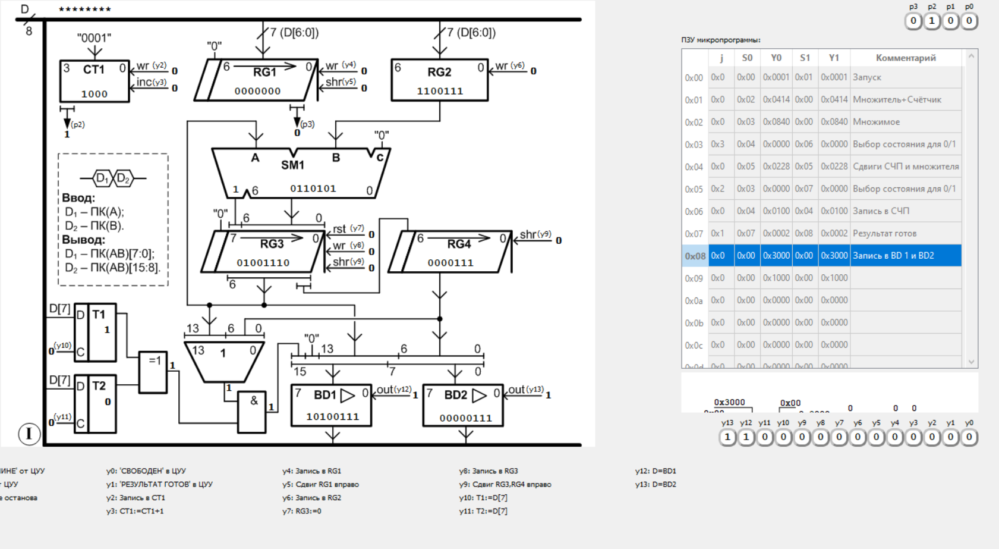 D
********
8
7 (D[6:0])
7 (D[6:0])
"0001"
"0"
3 CT1 0
1000
wr (y2) 0
inc(y3) 0
(p2)
1
6 0
RG1
0000000
wr (y4) 0
shr(y5) 0
(p3)
0
6 RG2 0
1100111
wr (y6) 0
"0"
A B c
SM1
1 6 0110101 0
D₁ D₂
Ввод:
D₁ – ПК(A);
D₂ – ПК(B).
Вывод:
D₁ – ПК(AB)[7:0];
D₂ – ПК(AB)[15:8].
"0"
6 0
7 0
RG3
01001110
rst (y7) 0
wr (y8) 0
shr(y9) 0
6
6 0
RG4
0000111
shr(y9) 0
D[7] D T1
1
0 (y10) C
D[7] D T2
0
0 (y11) C
=1
1
13 6 0
13 1 0
1
&
1
"0"
13 6 0
15 7 0
7 BD1 0
10100111
out(y12) 1
7 BD2 0
00000111
out(y13) 1
I
p3 p2 p1 p0
0 1 0 0
ПЗУ микропрограммы:
j S0 Y0 S1 Y1 Комментарий
0x00 0x0 0x00 0x0001 0x01 0x0001 Запуск
0x01 0x0 0x02 0x0414 0x00 0x0414 Множитель+Счётчик
0x02 0x0 0x03 0x0840 0x00 0x0840 Множимое
0x03 0x3 0x04 0x0000 0x06 0x0000 Выбор состояния для 0/1
0x04 0x0 0x05 0x0228 0x05 0x0228 Сдвиги СЧП и множителя
0x05 0x2 0x03 0x0000 0x07 0x0000 Выбор состояния для 0/1
0x06 0x0 0x04 0x0100 0x04 0x0100 Запись в СЧП
0x07 0x1 0x07 0x0002 0x08 0x0002 Результат готов
0x08 0x0 0x00 0x3000 0x00 0x3000 Запись в BD 1 и BD2
0x09 0x0 0x00 0x1000 0x00 0x1000
0x0a 0x0 0x00 0x0000 0x00 0x0000
0x0b 0x0 0x00 0x0000 0x00 0x0000
0x0c 0x0 0x00 0x0000 0x00 0x0000
0x0d 0x0 0x00 0x0000 0x00 0x0000
0x3000 0x00 0 0 0
y13 y12 y11 y10 y9 y8 y7 y6 y5 y4 y3 y2 y1 y0
1 1 0 0 0 0 0 0 0 0 0 0 0 0
ИНЕ' от ЦУУ
ЦУУ
е останова
y0: 'СВОБОДЕН' в ЦУУ
y1: 'РЕЗУЛЬТАТ ГОТОВ' в ЦУУ
y2: Запись в CT1
y3: CT1:=CT1+1
y4: Запись в RG1
y5: Сдвиг RG1 вправо
y6: Запись в RG2
y7: RG3:=0
y8: Запись в RG3
y9: Сдвиг RG3,RG4 вправо
y10: T1:=D[7]
y11: T2:=D[7]
y12: D=BD1
y13: D=BD2